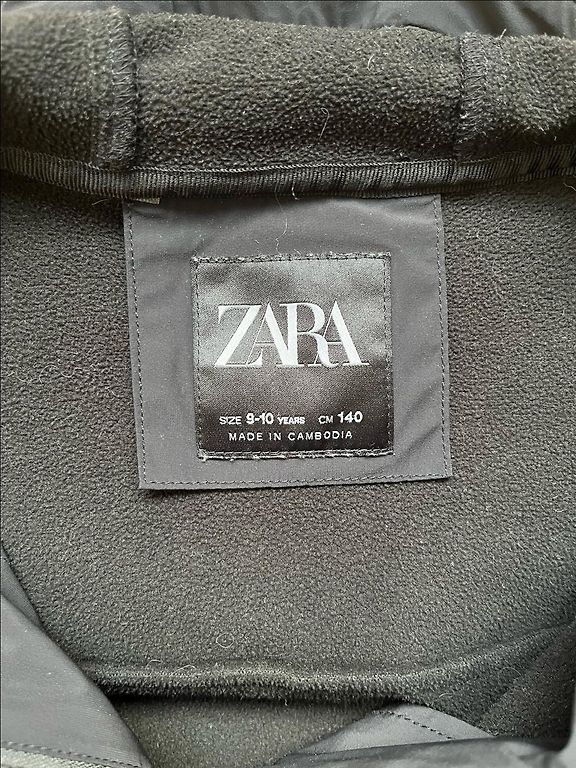 ZARA
SIZE 9-10 YEARS CM 140
MADE IN CAMBODIA